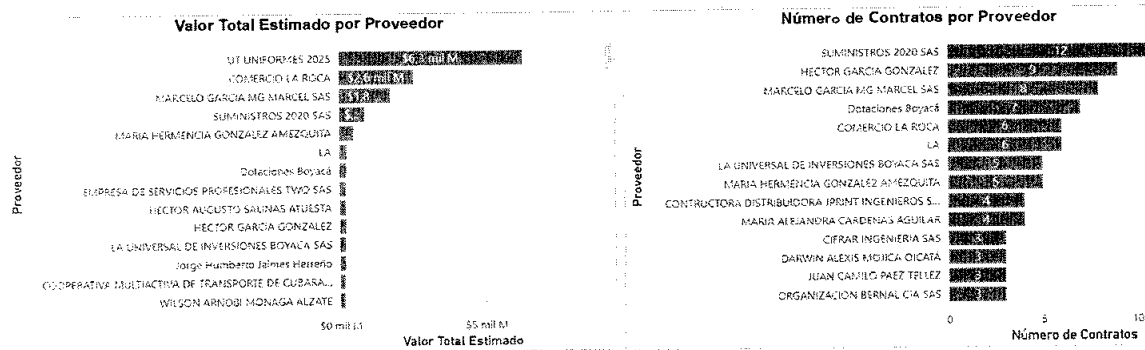 Valor Total Estimado por Proveedor
UT UNIFORMES 2025
COMERCIO LA ROCA
MARCELO GARCIA MG MARCEL SAS
SUMINISTROS 2020 SAS
MARIA HERMENCIA GONZALEZ AMEZQUITA
LA
Dotaciones Boyacá
EMPRESA DE SERVICIOS PROFESIONALES TWO SAS
HECTOR AUGUSTO SALINAS ATUESTA
HECTOR GARCIA GONZALEZ
LA UNIVERSAL DE INVERSIONES BOYACA SAS
Jorge Humberto Jaimes Herreño
COOPERATIVA MULTIACTIVA DE TRANSPORTE DE CUBARA...
WILSON ARNOBI MONAGA ALZATE
Proveedor
$0 mil M
$5 mil M
Valor Total Estimado
Número de Contratos por Proveedor
SUMINISTROS 2020 SAS 12
HECTOR GARCIA GONZALEZ 9
MARCELO GARCIA MG MARCEL SAS 8
Dotaciones Boyacá 7
COMERCIO LA ROCA 6
LA 6
LA UNIVERSAL DE INVERSIONES BOYACA SAS 5
MARIA HERMENCIA GONZALEZ AMEZQUITA 5
CONTRUCTORA DISTRIBUIDORA JPRINT INGENIEROS S... 4
MARIA ALEJANDRA CARDENAS AGUILAR 4
CIFRAR INGENIERIA SAS 3
DARWIN ALEXIS MOJICA OICATA 3
JUAN CAMILO PAEZ TELLEZ 3
ORGANIZACION BERNAL CIA SAS 3
Proveedor
0
5
10
Número de Contratos